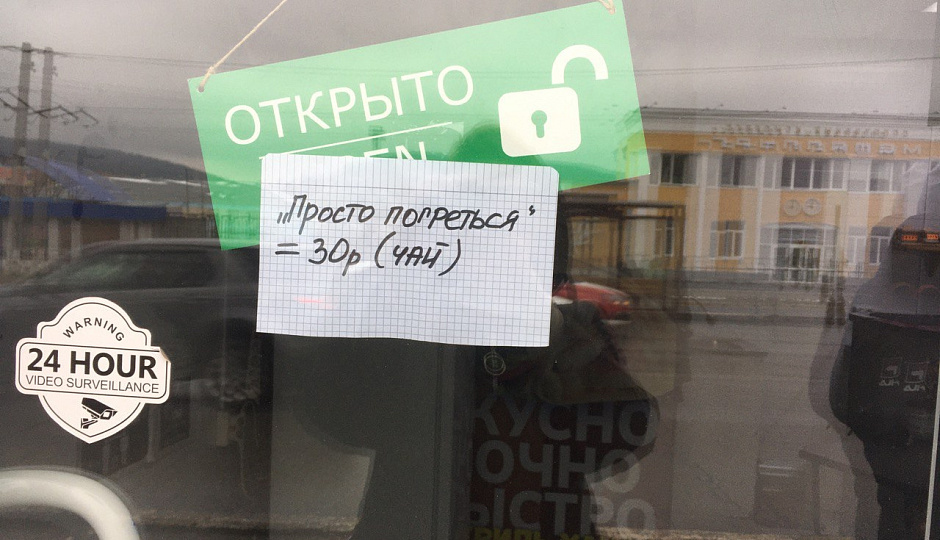 ОТКРЫТО
„Просто погреться“
= 30р (ЧАЙ)
WARNING
24 HOUR
VIDEO SURVEILLANCE
КУСНО
ОЧНО
ЫСТРО